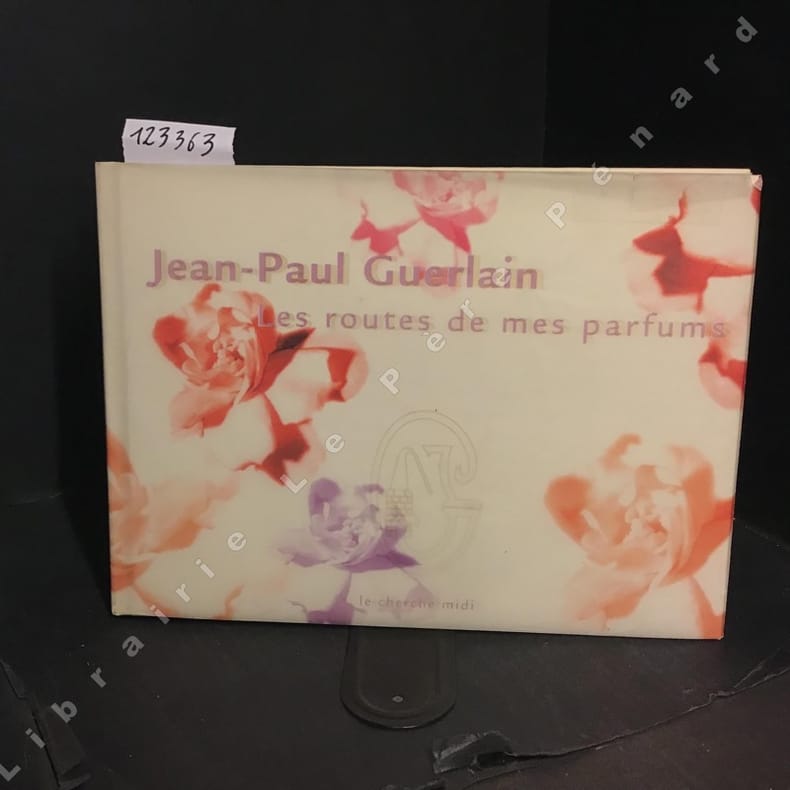 123363
Jean-Paul Guerlain
Les routes de mes parfums
le cherche midi
Librairie Le Père Pénard